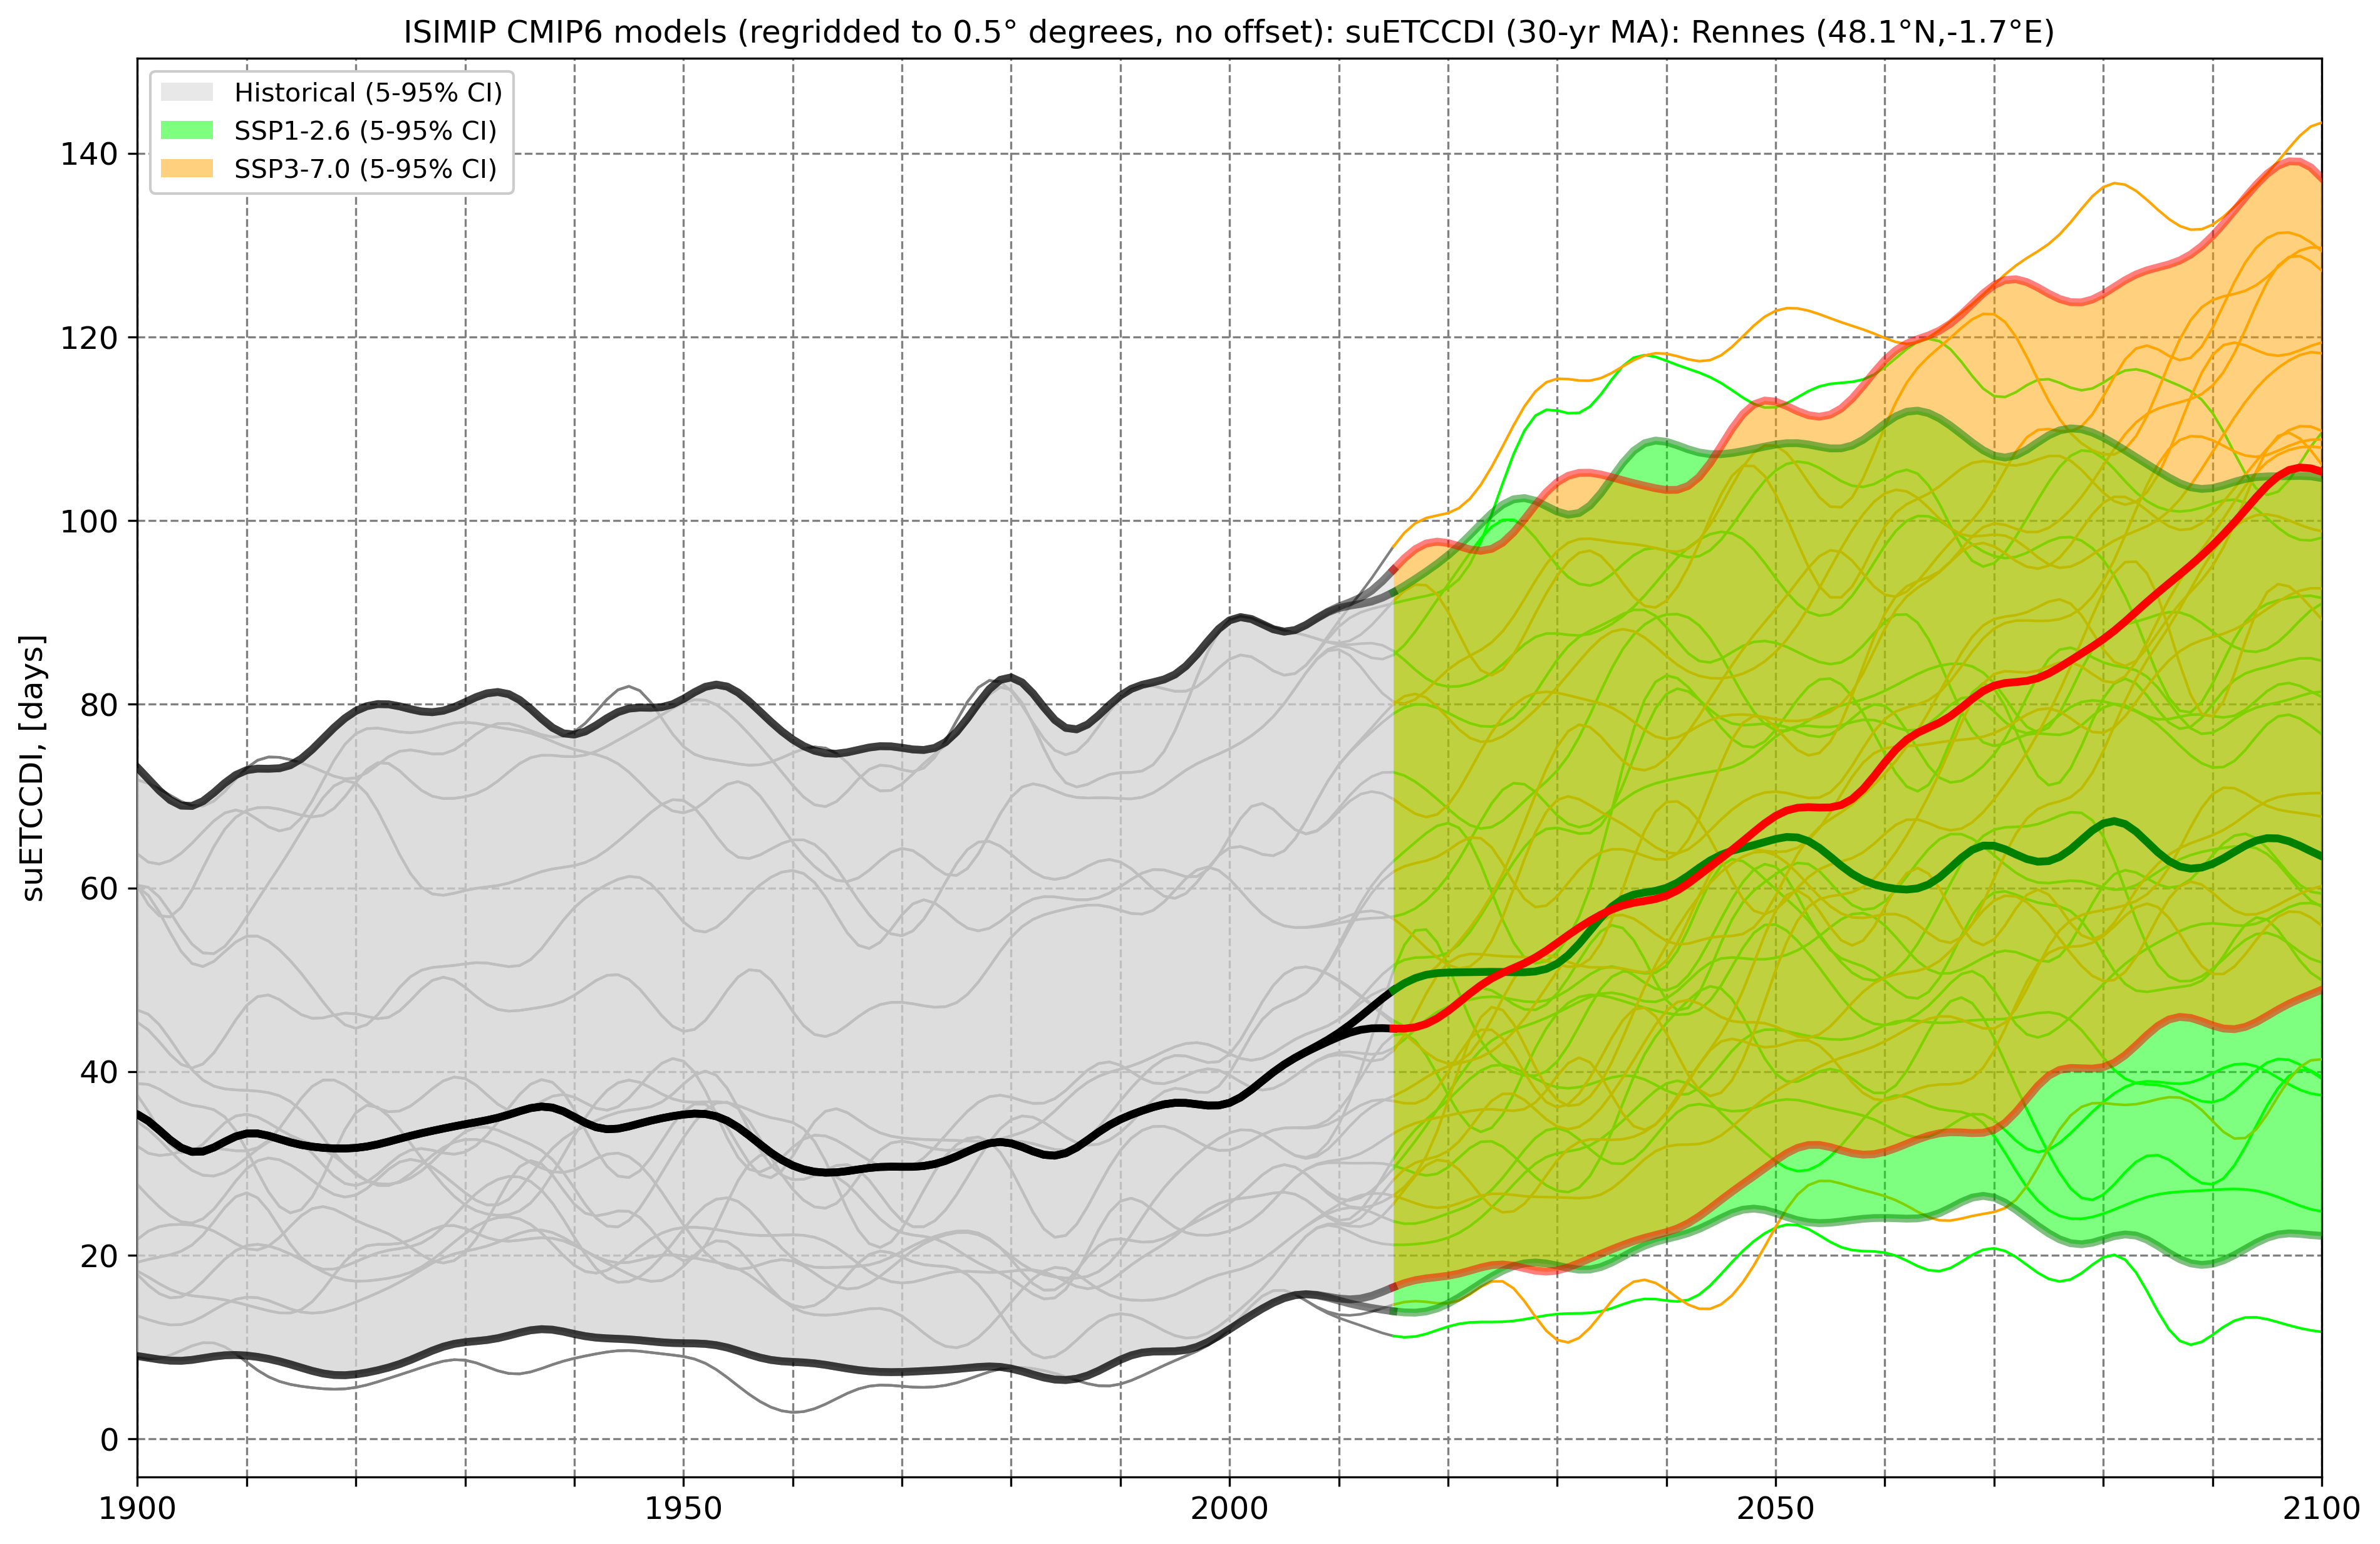 ISIMIP CMIP6 models (regridded to 0.5° degrees, no offset): suETCCDI (30-yr MA): Rennes (48.1°N,-1.7°E)
Historical (5-95% CI)
SSP1-2.6 (5-95% CI)
SSP3-7.0 (5-95% CI)
suETCCDI, [days]
140
120
100
80
60
40
20
0
1900 1950 2000 2050 2100